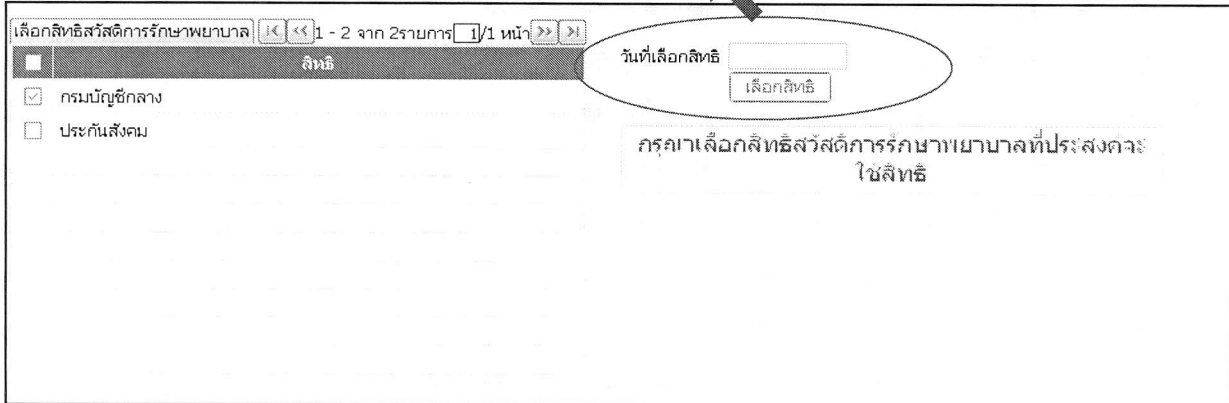 เลือกสิทธิสวัสดิการรักษาพยาบาล |< << 1 - 2 จาก 2รายการ 1/1 หน้า >> >|
สิทธิ
กรมบัญชีกลาง
ประกันสังคม
วันที่เลือกสิทธิ
เลือกสิทธิ
กรุณาเลือกสิทธิสวัสดิการรักษาพยาบาลที่ประสงค์จะ
ใช้สิทธิ